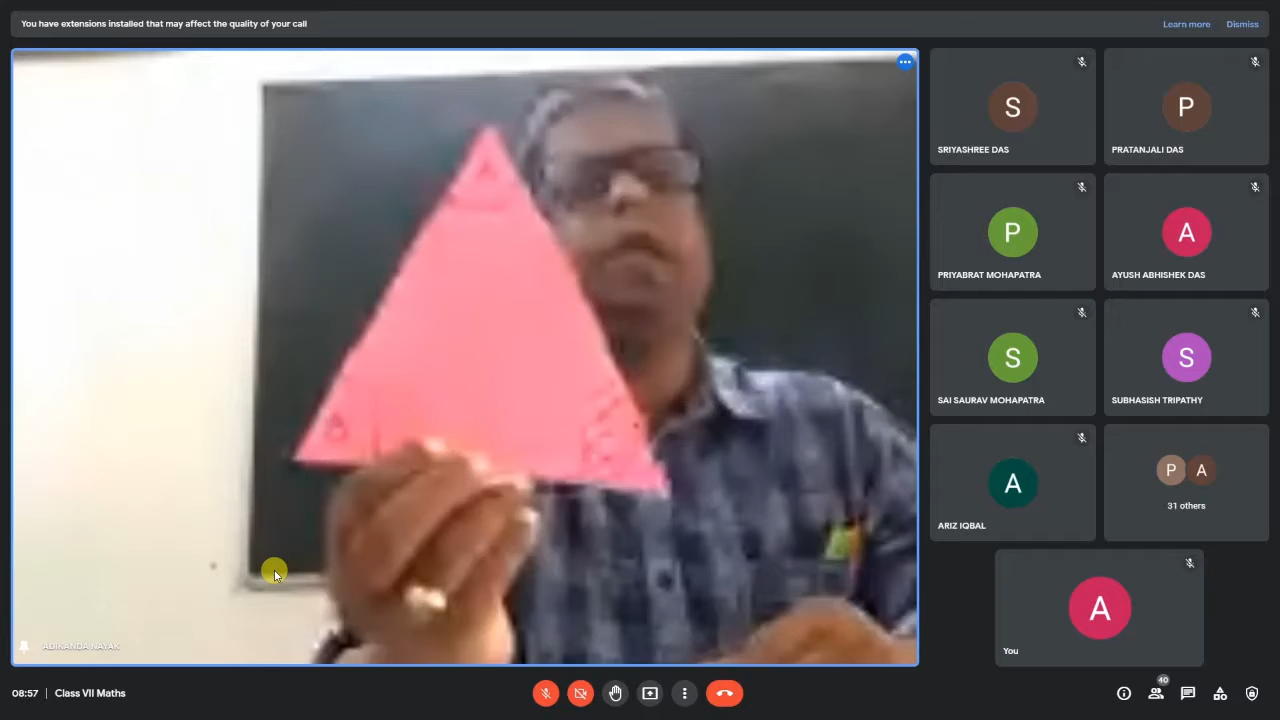 You have extensions installed that may affect the quality of your call
Learn more
Dismiss
S
SRIYASHREE DAS
P
PRATANJALI DAS
P
PRIYABRAT MOHAPATRA
A
AYUSH ABHISHEK DAS
S
SAI SAURAV MOHAPATRA
S
SUBHASISH TRIPATHY
A
ARIZ IQBAL
P A
31 others
A
You
A
ADIKANDA NAYAK
08:57 | Class VII Maths
40